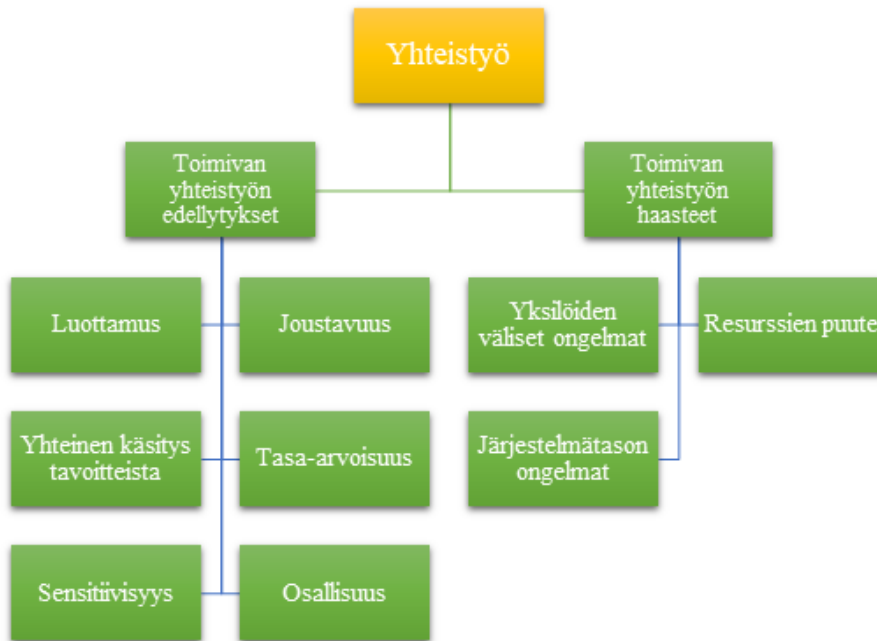 Yhteistyö
Toimivan
yhteistyön
edellytykset
Toimivan
yhteistyön
haasteet
Luottamus
Joustavuus
Yhteinen käsitys
tavoitteista
Tasa-arvoisuus
Sensitiivisyys
Osallisuus
Yksilöiden
väliset ongelmat
Resurssien puute
Järjestelmätason
ongelmat